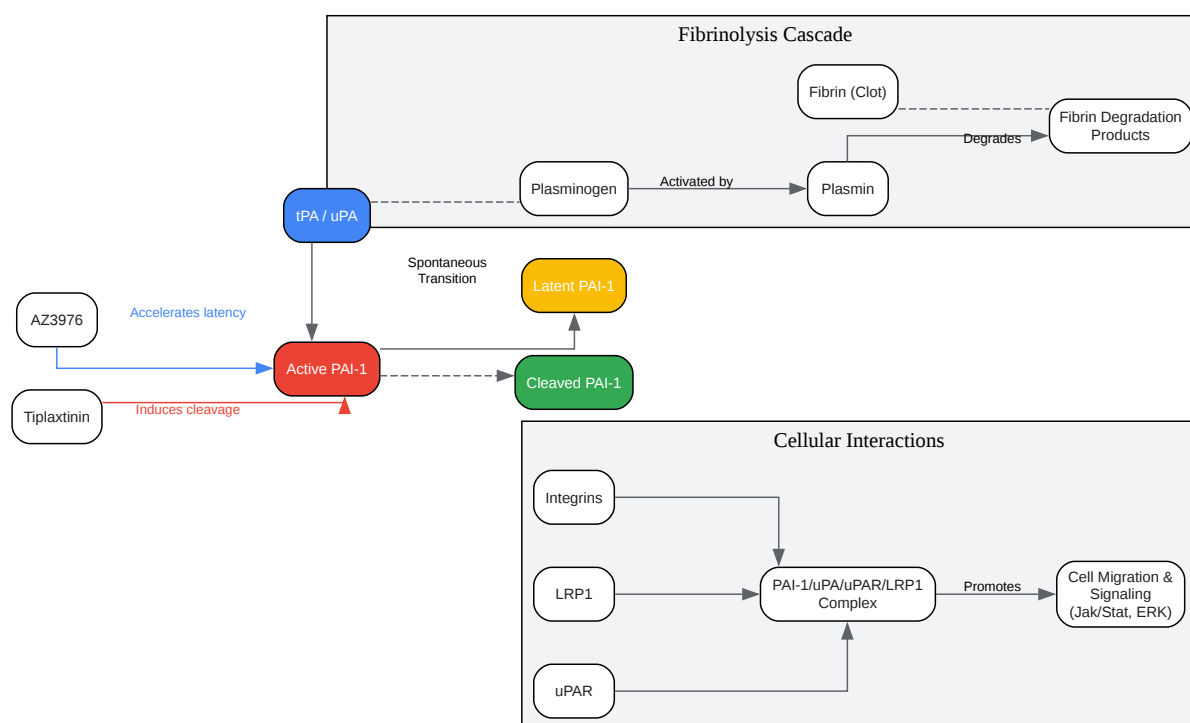 Fibrinolysis Cascade
Fibrin (Clot)
Fibrin Degradation
Products
Degrades
Plasminogen
Activated by
Plasmin
tPA / uPA
Spontaneous
Transition
Latent PAI-1
AZ3976
Accelerates latency
Active PAI-1
Cleaved PAI-1
Tiplaxtinin
Induces cleavage
Cellular Interactions
Integrins
LRP1
PAI-1/uPA/uPAR/LRP1
Complex
Promotes
Cell Migration &
Signaling
(Jak/Stat, ERK)
uPAR